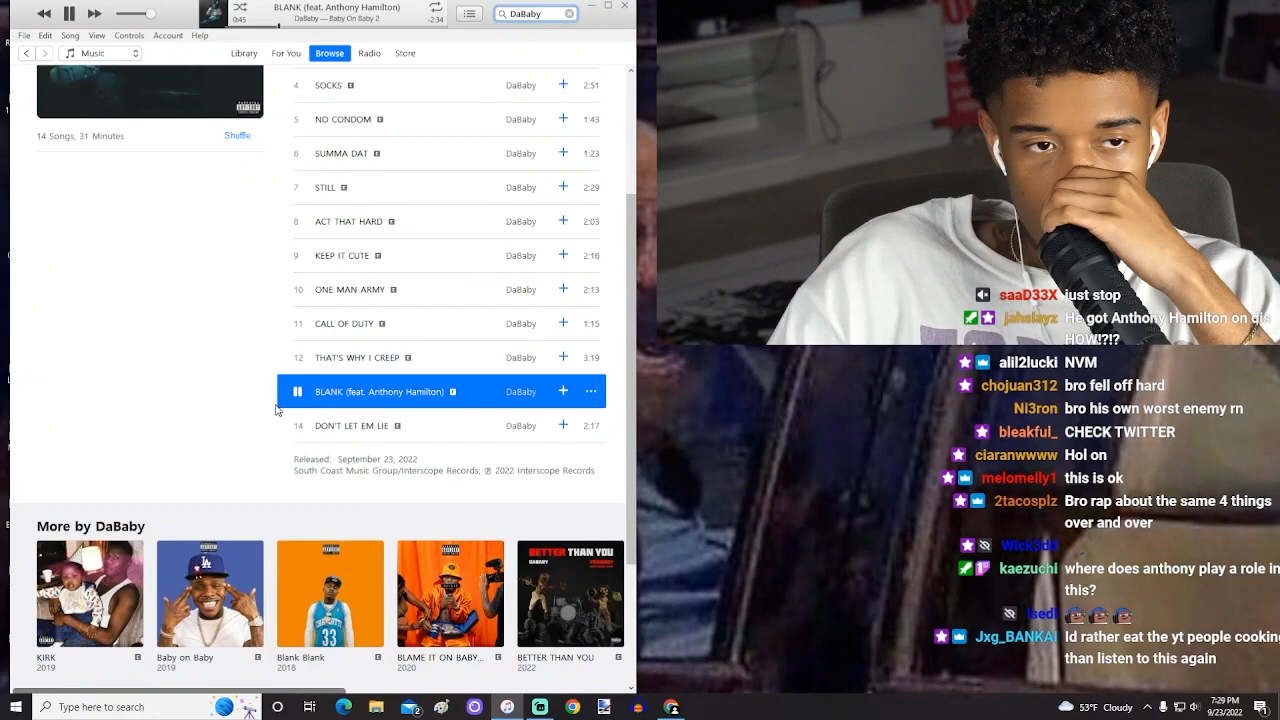 BLANK (feat. Anthony Hamilton)
DaBaby — Baby On Baby 2
0:45
-2:34
DaBaby
File Edit Song View Controls Account Help
Music
Library For You Browse Radio Store
4 SOCKS E DaBaby + 2:51
5 NO CONDOM E DaBaby + 1:43
6 SUMMA DAT E DaBaby + 1:23
7 STILL E DaBaby + 2:29
8 ACT THAT HARD E DaBaby + 2:03
9 KEEP IT CUTE E DaBaby + 2:16
10 ONE MAN ARMY E DaBaby + 2:13
11 CALL OF DUTY E DaBaby + 1:15
12 THAT'S WHY I CREEP E DaBaby + 3:19
BLANK (feat. Anthony Hamilton) E DaBaby + ...
14 DON'T LET EM LIE E DaBaby + 2:17
14 Songs, 31 Minutes
Shuffle
Released: September 23, 2022
South Coast Music Group/Interscope Records; ℗ 2022 Interscope Records
More by DaBaby
33
BETTER THAN YOU
KIRK E
2019
Baby on Baby E
2019
Blank Blank E
2018
BLAME IT ON BABY... E
2020
BETTER THAN YOU E
2022
saaD33X just stop
jahslayz He got Anthony Hamilton on dis
HOW!?!?
alil2lucki NVM
chojuan312 bro fell off hard
Ni3ron bro his own worst enemy rn
bleakful_ CHECK TWITTER
ciaranwwww Hol on
melomelly1 this is ok
2tacosplz Bro rap about the same 4 things
over and over
Wick3dd
kaezuchi where does anthony play a role in
this?
Isedi
Jxg_BANKAI Id rather eat the yt people cookin
than listen to this again
Type here to search
53°F Cloudy
7:29 PM
9/23/2022